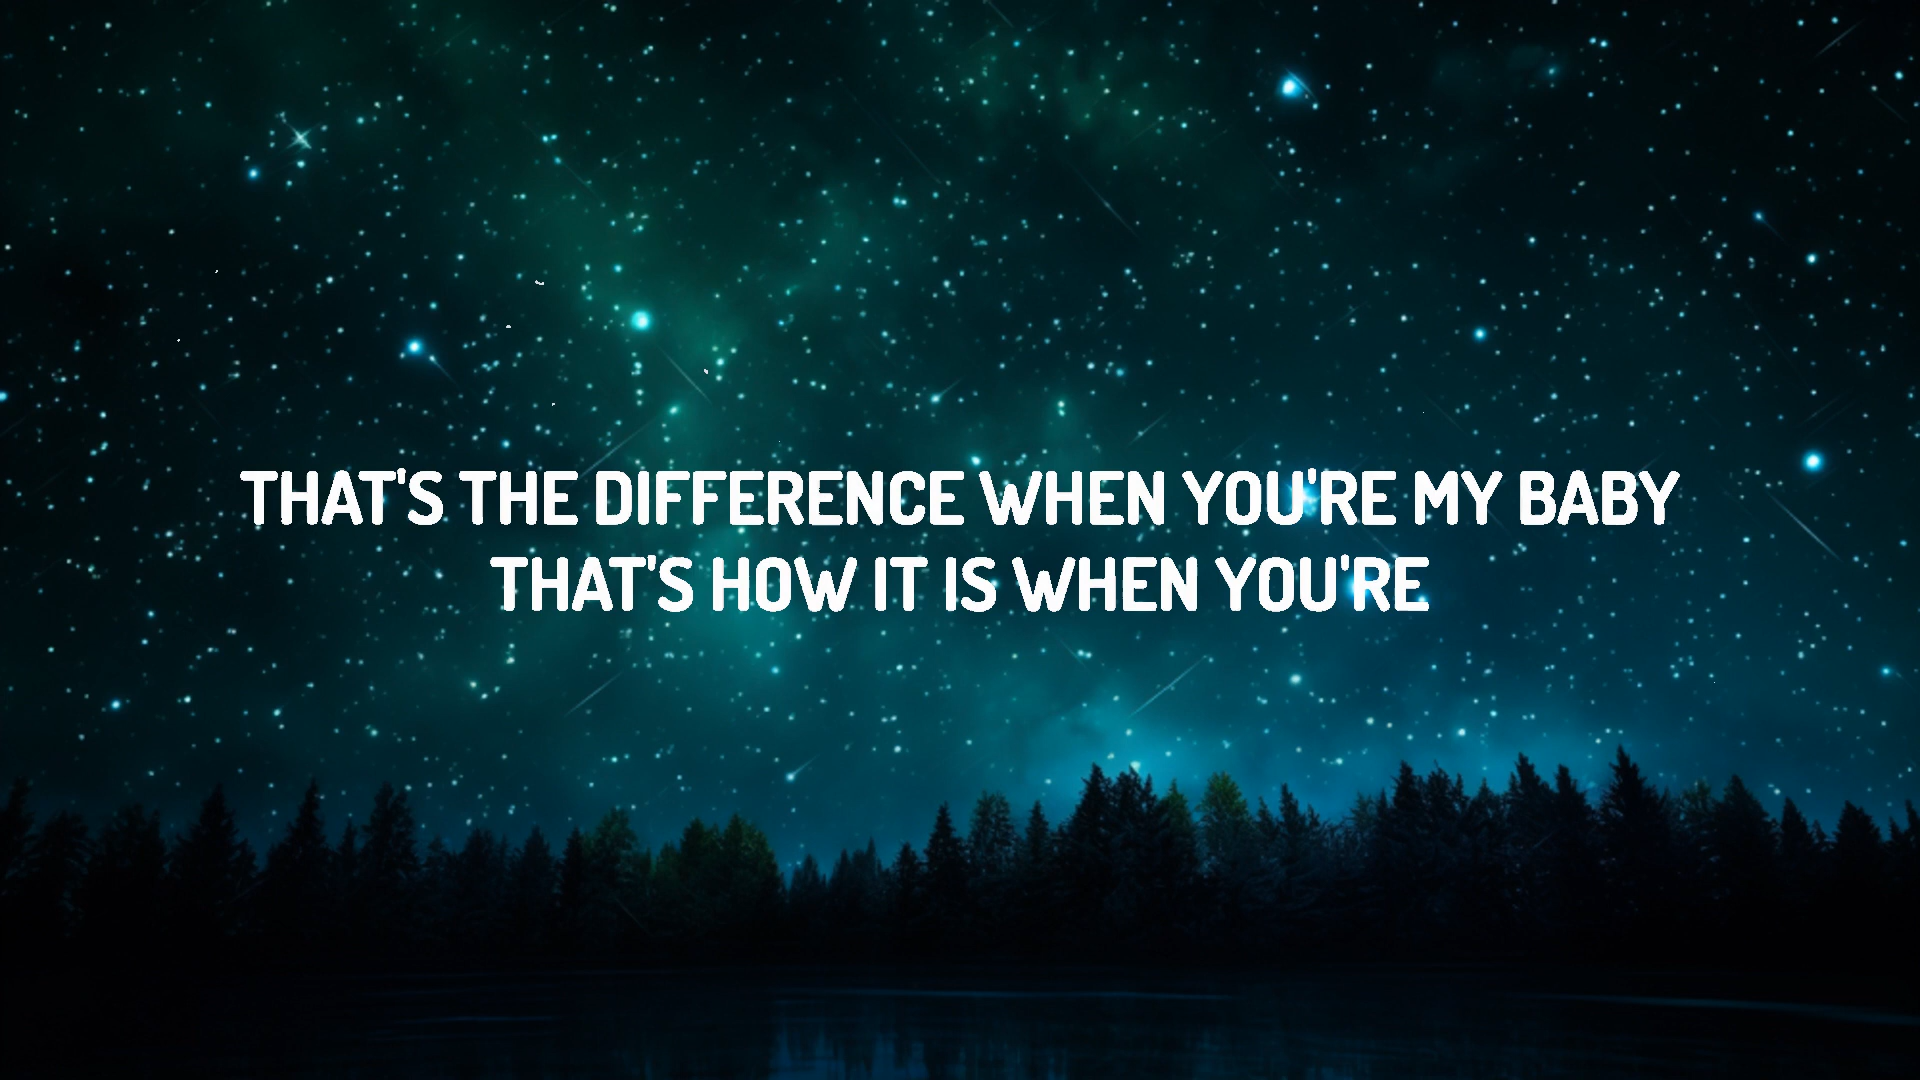 THAT'S THE DIFFERENCE WHEN YOU'RE MY BABY
THAT'S HOW IT IS WHEN YOU'RE